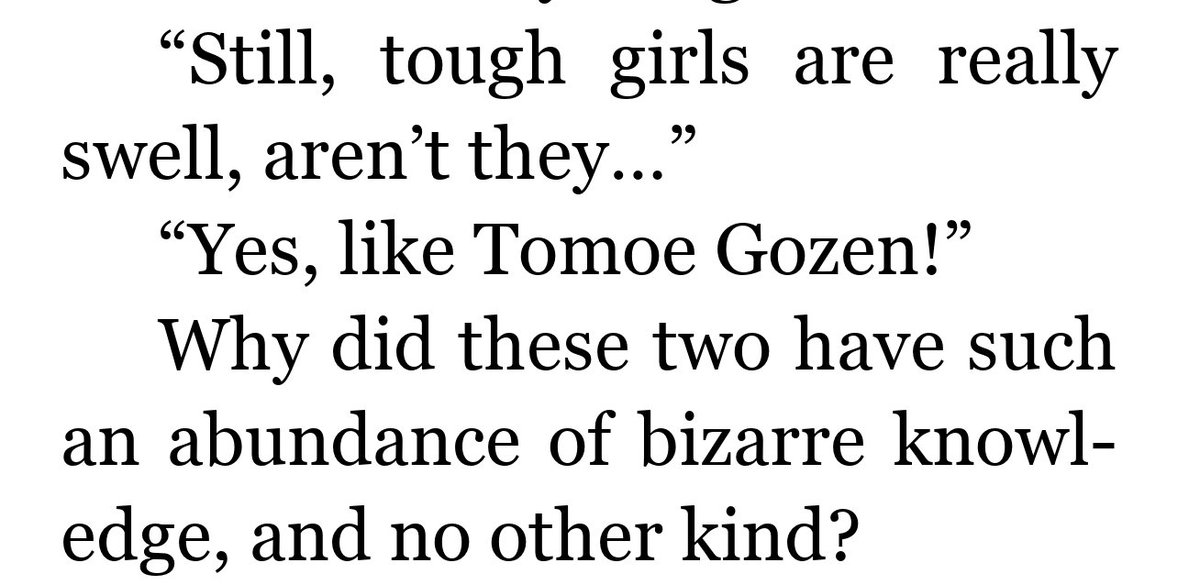 “Still, tough girls are really
swell, aren’t they...”
“Yes, like Tomoe Gozen!”
Why did these two have such
an abundance of bizarre knowl-
edge, and no other kind?